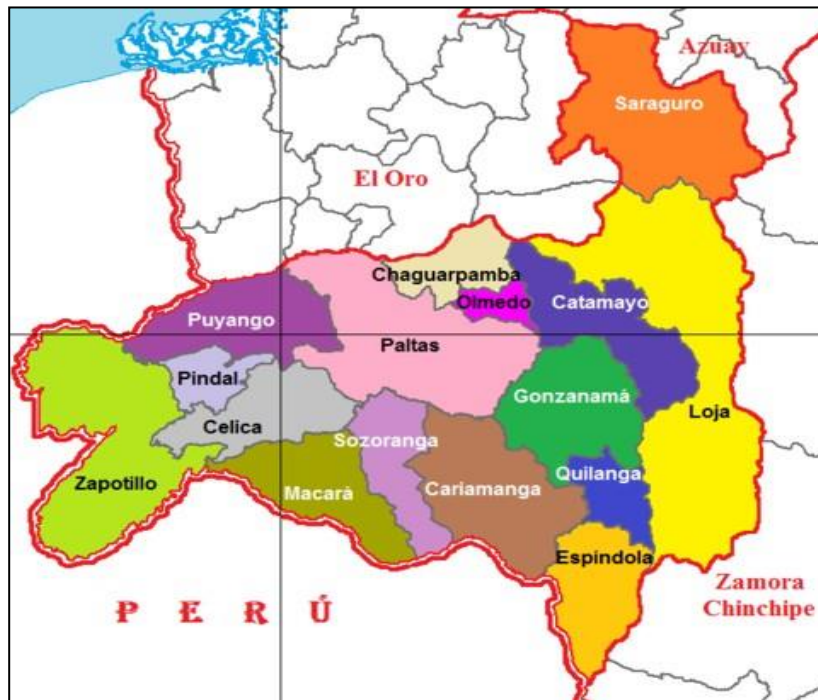 Azuay
Saraguro
El Oro
Chaguarpamba
Olmedo
Catamayo
Puyango
Paltas
Pindal
Gonzanamá
Loja
Celica
Sozoranga
Zapotillo
Macará
Cariamanga
Quilanga
Espíndola
Zamora
Chinchipe
PERÚ